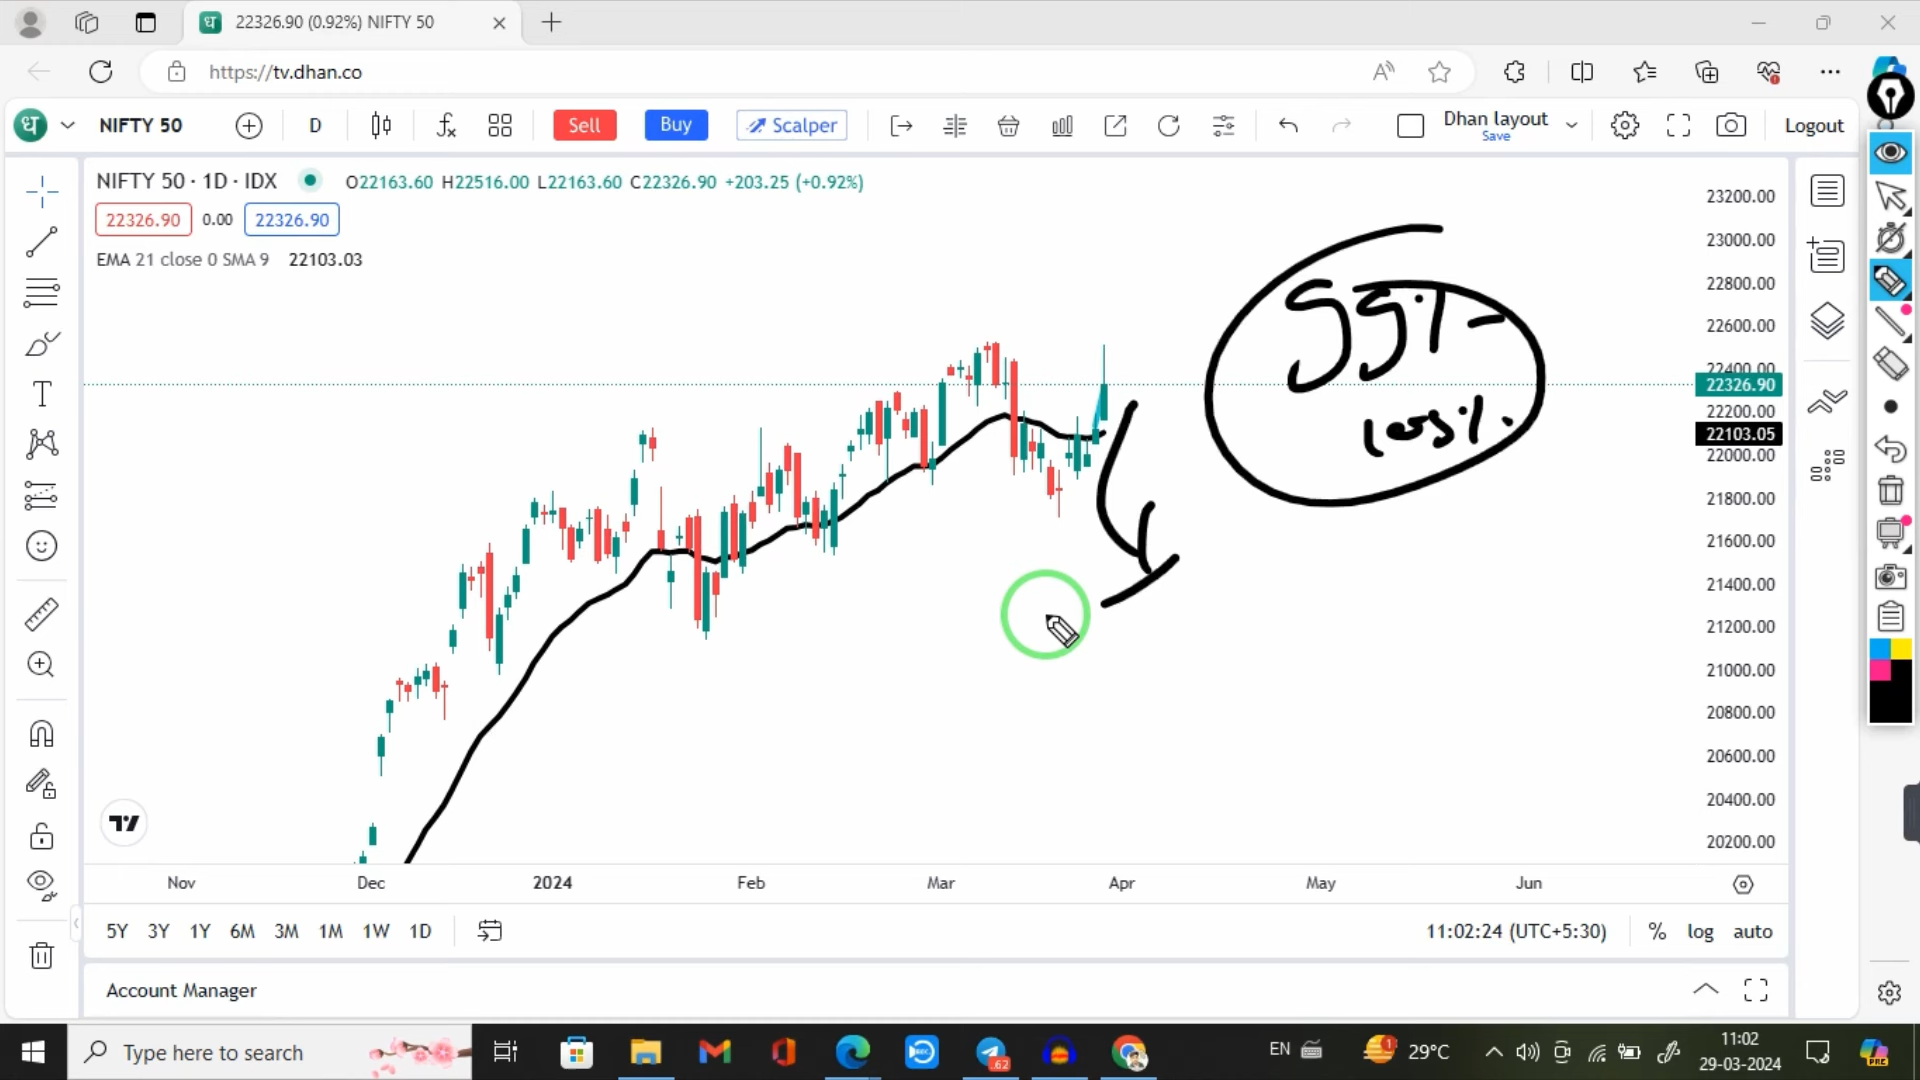 22326.90 (0.92%) NIFTY 50
https://tv.dhan.co
ध NIFTY 50 D Sell Buy Scalper Dhan layout Save Logout
NIFTY 50 · 1D · IDX O22163.60 H22516.00 L22163.60 C22326.90 +203.25 (+0.92%)
22326.90 0.00 22326.90
EMA 21 close 0 SMA 9 22103.03
23200.00
23000.00
22800.00
22600.00
22400.00
22326.90
22200.00
22103.05
22000.00
21800.00
21600.00
21400.00
21200.00
21000.00
20800.00
20600.00
20400.00
20200.00
Nov Dec 2024 Feb Mar Apr May Jun
5Y 3Y 1Y 6M 3M 1M 1W 1D 11:02:24 (UTC+5:30) % log auto
Account Manager
Type here to search EN 29°C 11:02
29-03-2024